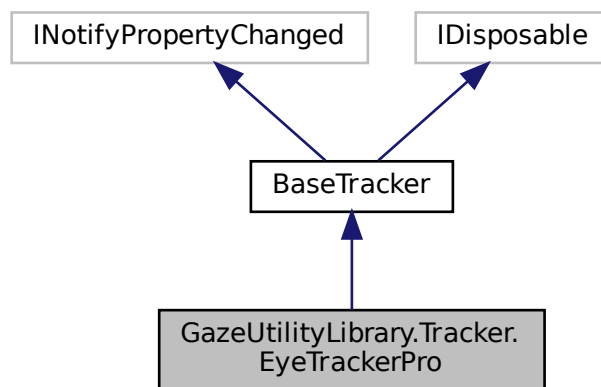 INotifyPropertyChanged
IDisposable
BaseTracker
GazeUtilityLibrary.Tracker.
EyeTrackerPro